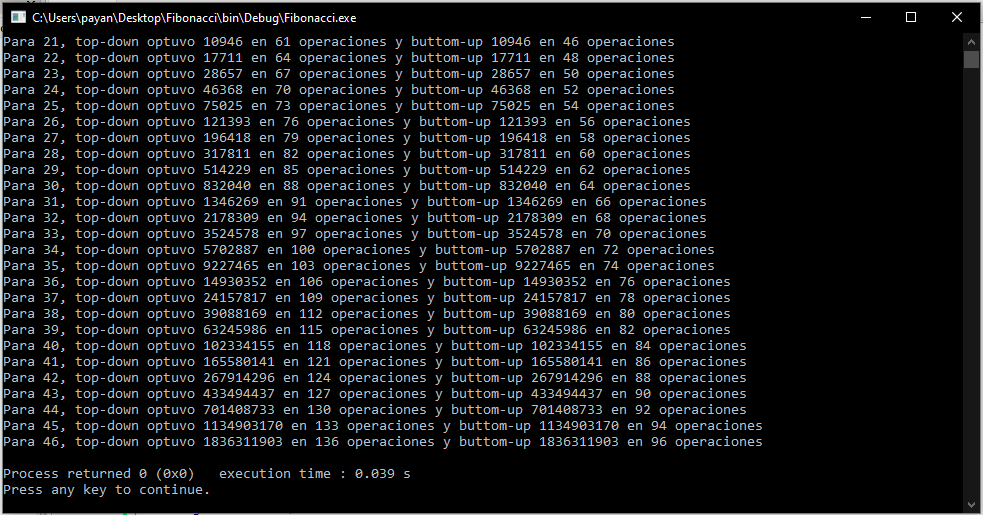 C:\Users\payan\Desktop\Fibonacci\bin\Debug\Fibonacci.exe
Para 21, top-down optuvo 10946 en 61 operaciones y buttom-up 10946 en 46 operaciones
Para 22, top-down optuvo 17711 en 64 operaciones y buttom-up 17711 en 48 operaciones
Para 23, top-down optuvo 28657 en 67 operaciones y buttom-up 28657 en 50 operaciones
Para 24, top-down optuvo 46368 en 70 operaciones y buttom-up 46368 en 52 operaciones
Para 25, top-down optuvo 75025 en 73 operaciones y buttom-up 75025 en 54 operaciones
Para 26, top-down optuvo 121393 en 76 operaciones y buttom-up 121393 en 56 operaciones
Para 27, top-down optuvo 196418 en 79 operaciones y buttom-up 196418 en 58 operaciones
Para 28, top-down optuvo 317811 en 82 operaciones y buttom-up 317811 en 60 operaciones
Para 29, top-down optuvo 514229 en 85 operaciones y buttom-up 514229 en 62 operaciones
Para 30, top-down optuvo 832040 en 88 operaciones y buttom-up 832040 en 64 operaciones
Para 31, top-down optuvo 1346269 en 91 operaciones y buttom-up 1346269 en 66 operaciones
Para 32, top-down optuvo 2178309 en 94 operaciones y buttom-up 2178309 en 68 operaciones
Para 33, top-down optuvo 3524578 en 97 operaciones y buttom-up 3524578 en 70 operaciones
Para 34, top-down optuvo 5702887 en 100 operaciones y buttom-up 5702887 en 72 operaciones
Para 35, top-down optuvo 9227465 en 103 operaciones y buttom-up 9227465 en 74 operaciones
Para 36, top-down optuvo 14930352 en 106 operaciones y buttom-up 14930352 en 76 operaciones
Para 37, top-down optuvo 24157817 en 109 operaciones y buttom-up 24157817 en 78 operaciones
Para 38, top-down optuvo 39088169 en 112 operaciones y buttom-up 39088169 en 80 operaciones
Para 39, top-down optuvo 63245986 en 115 operaciones y buttom-up 63245986 en 82 operaciones
Para 40, top-down optuvo 102334155 en 118 operaciones y buttom-up 102334155 en 84 operaciones
Para 41, top-down optuvo 165580141 en 121 operaciones y buttom-up 165580141 en 86 operaciones
Para 42, top-down optuvo 267914296 en 124 operaciones y buttom-up 267914296 en 88 operaciones
Para 43, top-down optuvo 433494437 en 127 operaciones y buttom-up 433494437 en 90 operaciones
Para 44, top-down optuvo 701408733 en 130 operaciones y buttom-up 701408733 en 92 operaciones
Para 45, top-down optuvo 1134903170 en 133 operaciones y buttom-up 1134903170 en 94 operaciones
Para 46, top-down optuvo 1836311903 en 136 operaciones y buttom-up 1836311903 en 96 operaciones
Process returned 0 (0x0)   execution time : 0.039 s
Press any key to continue.